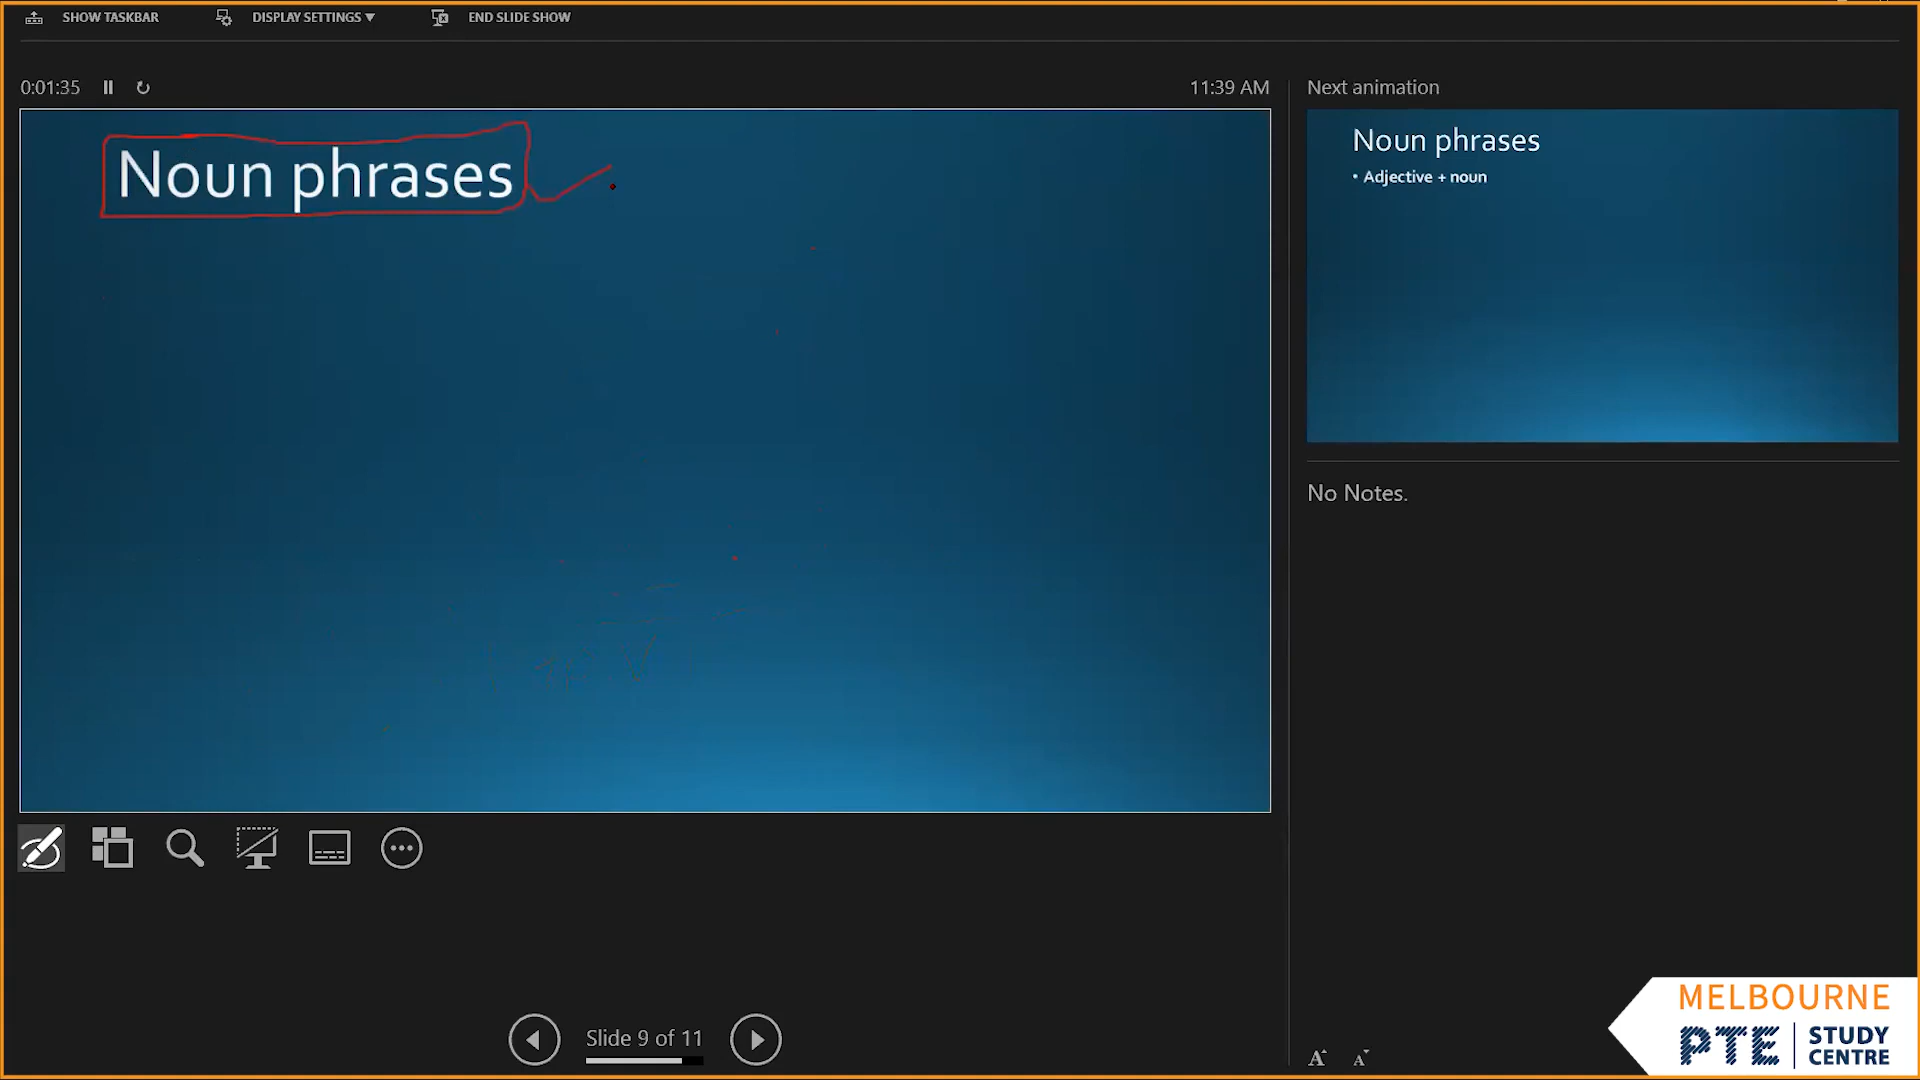 SHOW TASKBAR DISPLAY SETTINGS ▼ END SLIDE SHOW
0:01:35 11:39 AM
Noun phrases
Next animation
Noun phrases
• Adjective + noun
No Notes.
Slide 9 of 11
A A
MELBOURNE
PTE STUDY CENTRE